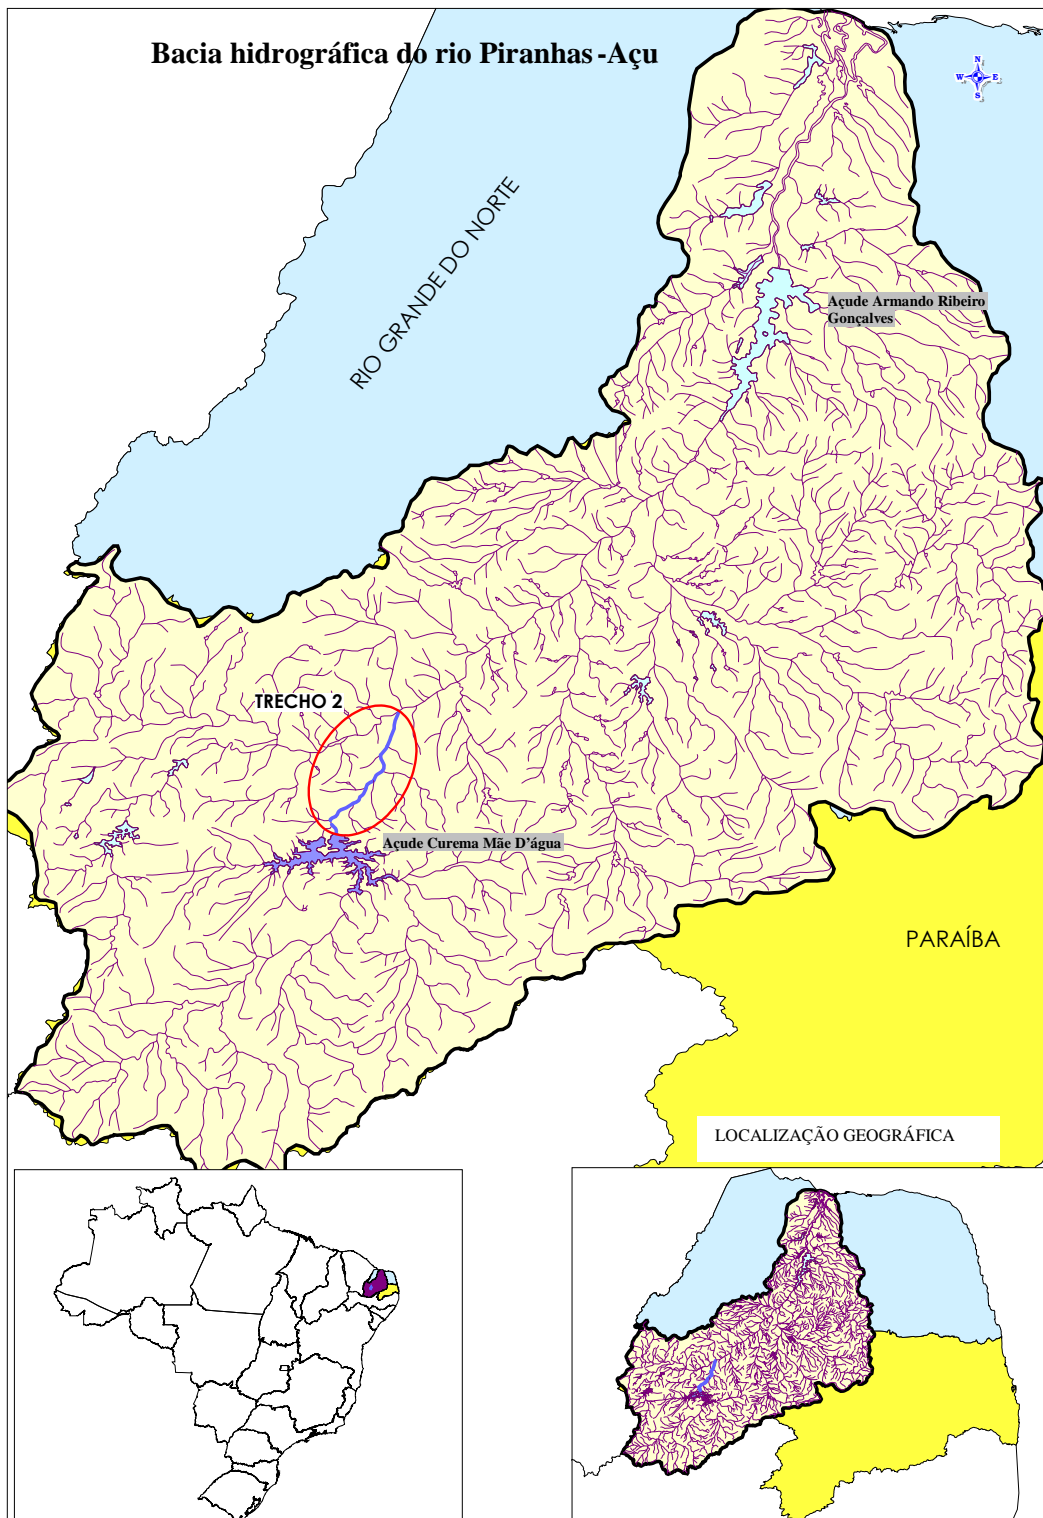 Bacia hidrográfica do rio Piranhas -Açu
N
W E
S
RIO GRANDE DO NORTE
Açude Armando Ribeiro
Gonçalves
TRECHO 2
Açude Curema Mãe D'água
PARAÍBA
LOCALIZAÇÃO GEOGRÁFICA